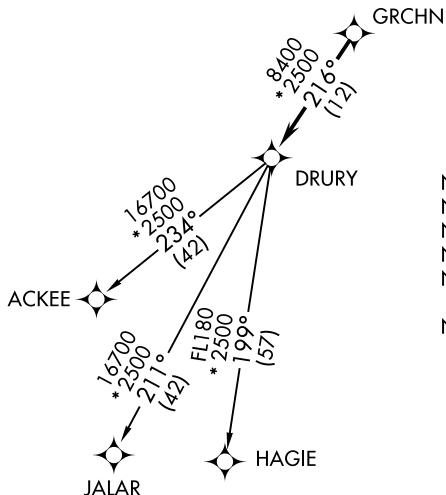 GRCHN
8400
*2500
216°
(12)
DRURY
16700
*2500
234°
(42)
ACKEE
16700
*2500
211°
(42)
FL180
*2500
199°
(57)
JALAR
HAGIE